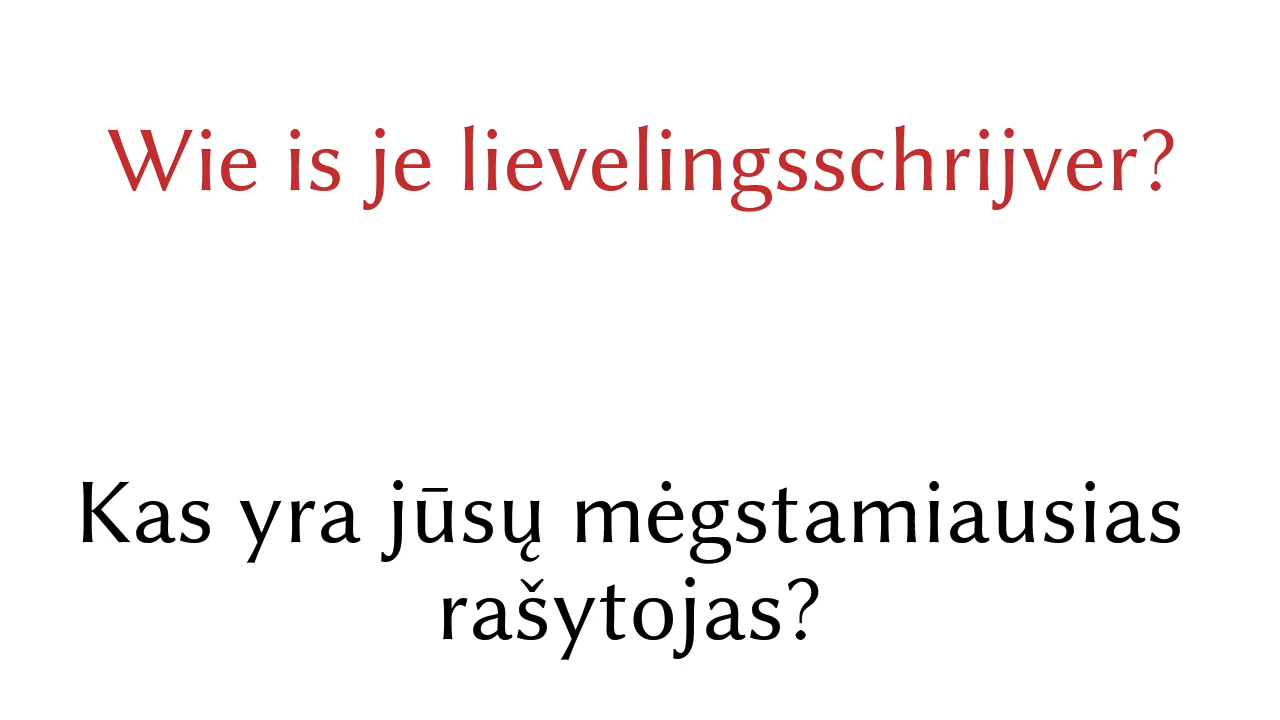 Wie is je lievelingsschrijver?
Kas yra jūsų mėgstamiausias
rašytojas?